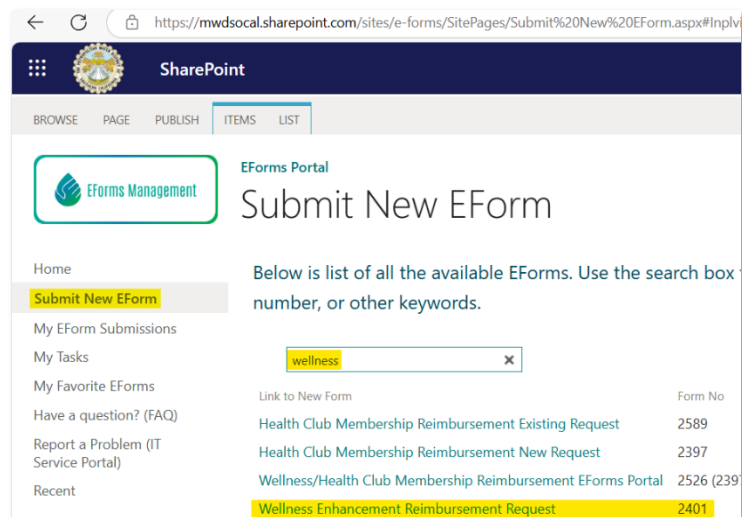 https://mwdsocal.sharepoint.com/sites/e-forms/SitePages/Submit%20New%20EForm.aspx#Inplvi
SharePoint
BROWSE PAGE PUBLISH ITEMS LIST
EForms Management
EForms Portal
Submit New EForm
Home
Submit New EForm
My EForm Submissions
My Tasks
My Favorite EForms
Have a question? (FAQ)
Report a Problem (IT
Service Portal)
Recent
Below is list of all the available EForms. Use the search box
number, or other keywords.
wellness
Link to New Form Form No
Health Club Membership Reimbursement Existing Request 2589
Health Club Membership Reimbursement New Request 2397
Wellness/Health Club Membership Reimbursement EForms Portal 2526 (239
Wellness Enhancement Reimbursement Request 2401